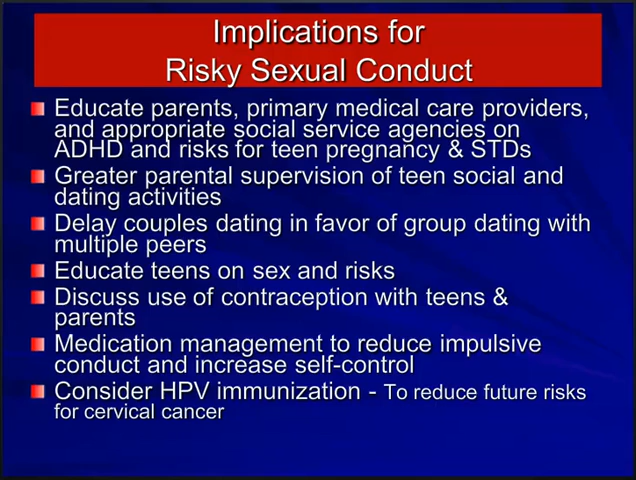 Implications for
Risky Sexual Conduct
Educate parents, primary medical care providers,
and appropriate social service agencies on
ADHD and risks for teen pregnancy & STDs
Greater parental supervision of teen social and
dating activities
Delay couples dating in favor of group dating with
multiple peers
Educate teens on sex and risks
Discuss use of contraception with teens &
parents
Medication management to reduce impulsive
conduct and increase self-control
Consider HPV immunization - To reduce future risks
for cervical cancer